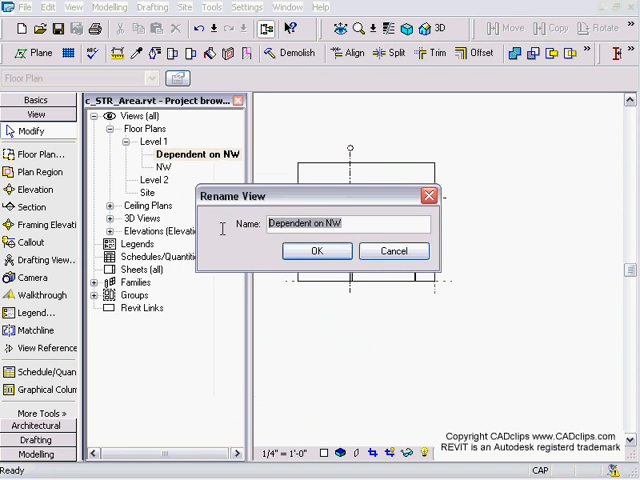 File Edit View Modelling Drafting Site Tools Settings Window Help
3D Move Copy Rotate
Plane Demolish Align Split Trim Offset
Floor Plan
Basics
View
Modify
Floor Plan...
Plan Region
Elevation
Section
Framing Elevati
Callout
Drafting View...
Camera
Walkthrough
Legend...
Matchline
View Reference
Schedule/Quan
Graphical Colum
More Tools »
Architectural
Drafting
Modelling
c_STR_Area.rvt - Project brow...
Views (all)
Floor Plans
Level 1
Dependent on NW
NW
Level 2
Site
Ceiling Plans
3D Views
Elevations (Elevatio
Legends
Schedules/Quantiti
Sheets (all)
Families
Groups
Revit Links
Rename View
Name: Dependent on NW
OK Cancel
1/4" = 1'-0"
Copyright CADclips www.CADclips.com
REVIT is an Autodesk registerd trademark
Ready CAP